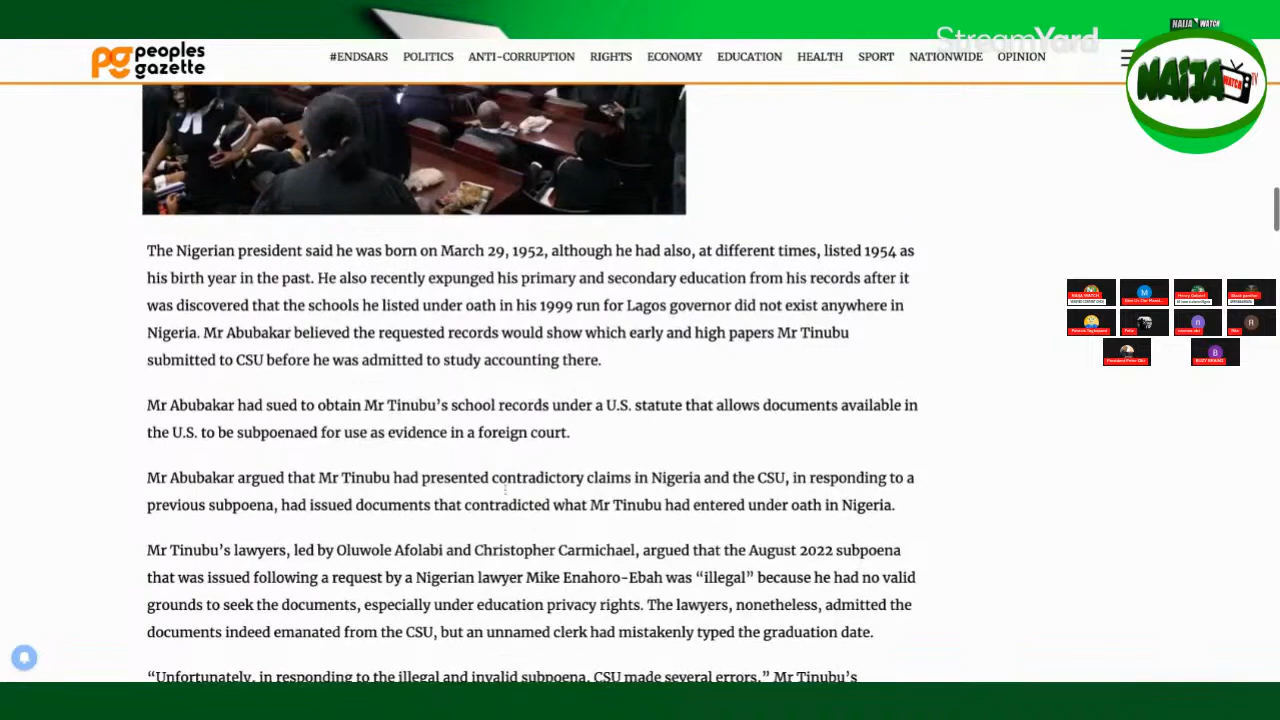 NAIJA WATCH
StreamYard
peoples
gazette
#ENDSARS POLITICS ANTI-CORRUPTION RIGHTS ECONOMY EDUCATION HEALTH SPORT NATIONWIDE OPINION
NAIJA
WATCH TV
The Nigerian president said he was born on March 29, 1952, although he had also, at different times, listed 1954 as
his birth year in the past. He also recently expunged his primary and secondary education from his records after it
was discovered that the schools he listed under oath in his 1999 run for Lagos governor did not exist anywhere in
Nigeria. Mr Abubakar believed the requested records would show which early and high papers Mr Tinubu
submitted to CSU before he was admitted to study accounting there.
Mr Abubakar had sued to obtain Mr Tinubu's school records under a U.S. statute that allows documents available in
the U.S. to be subpoenaed for use as evidence in a foreign court.
Mr Abubakar argued that Mr Tinubu had presented contradictory claims in Nigeria and the CSU, in responding to a
previous subpoena, had issued documents that contradicted what Mr Tinubu had entered under oath in Nigeria.
Mr Tinubu's lawyers, led by Oluwole Afolabi and Christopher Carmichael, argued that the August 2022 subpoena
that was issued following a request by a Nigerian lawyer Mike Enahoro-Ebah was “illegal” because he had no valid
grounds to seek the documents, especially under education privacy rights. The lawyers, nonetheless, admitted the
documents indeed emanated from the CSU, but an unnamed clerk had mistakenly typed the graduation date.
“Unfortunately, in responding to the illegal and invalid subpoena, CSU made several errors,” Mr Tinubu's